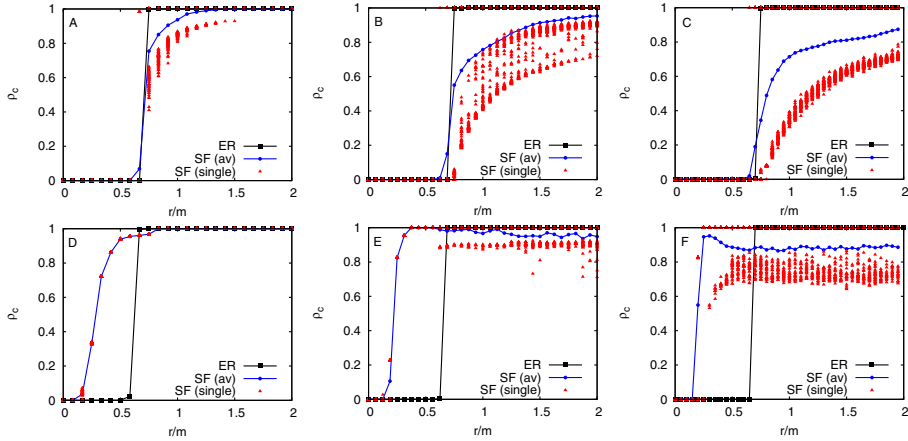 A
ρc
1
0.8
0.6
0.4
0.2
0
ER
SF (av)
SF (single)
0 0.5 1 1.5 2
r/m
B
ρc
1
0.8
0.6
0.4
0.2
0
ER
SF (av)
SF (single)
0 0.5 1 1.5 2
r/m
C
ρc
1
0.8
0.6
0.4
0.2
0
ER
SF (av)
SF (single)
0 0.5 1 1.5 2
r/m
D
ρc
1
0.8
0.6
0.4
0.2
0
ER
SF (av)
SF (single)
0 0.5 1 1.5 2
r/m
E
ρc
1
0.8
0.6
0.4
0.2
0
ER
SF (av)
SF (single)
0 0.5 1 1.5 2
r/m
F
ρc
1
0.8
0.6
0.4
0.2
0
ER
SF (av)
SF (single)
0 0.5 1 1.5 2
r/m